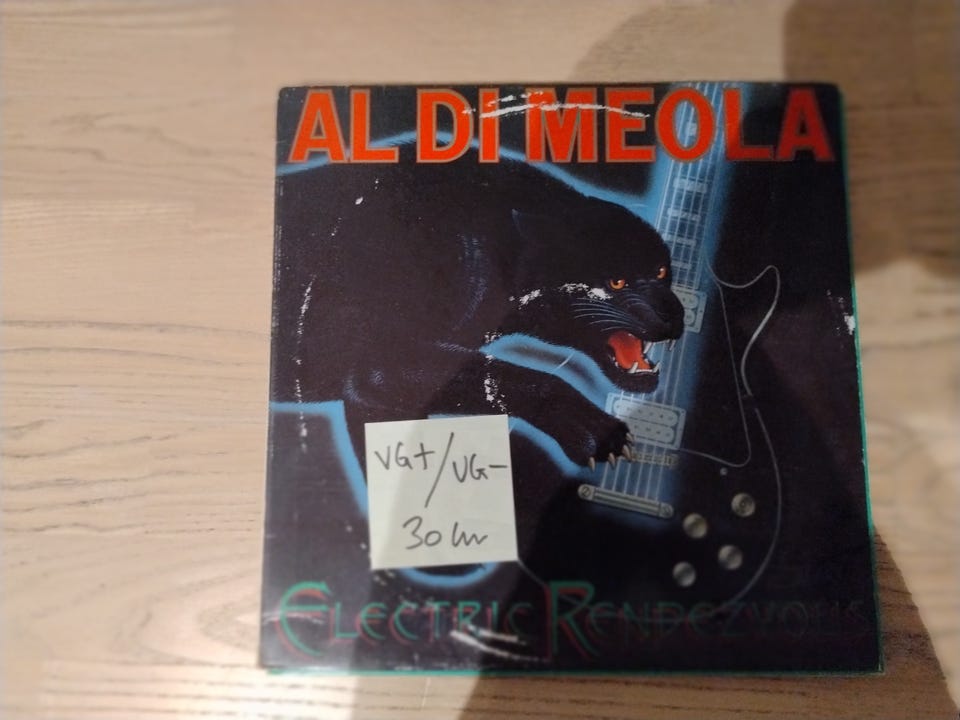 AL DI MEOLA
VG+/VG-
30 kr
ELECTRIC RENDEZVOUS